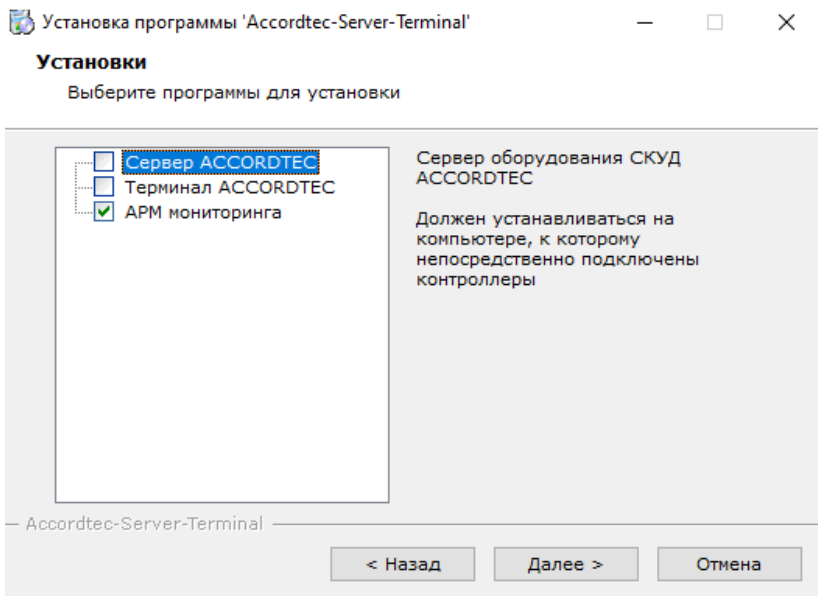 Установка программы 'Accordtec-Server-Terminal'
Установки
Выберите программы для установки
Сервер ACCORDTEC
Терминал ACCORDTEC
АРМ мониторинга
Сервер оборудования СКУД
ACCORDTEC
Должен устанавливаться на
компьютере, к которому
непосредственно подключены
контроллеры
Accordtec-Server-Terminal
< Назад
Далее >
Отмена